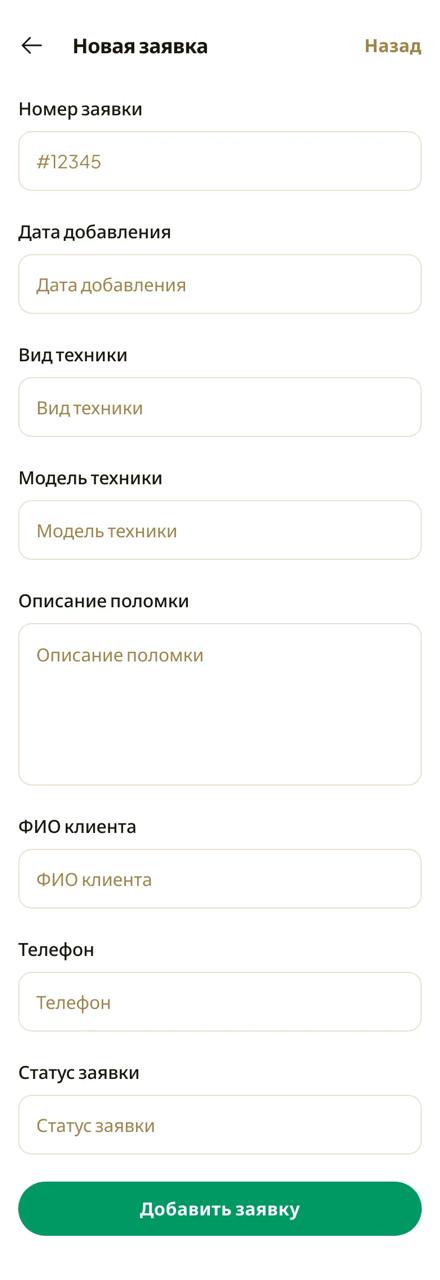 Новая заявка
Назад
Номер заявки
#12345
Дата добавления
Дата добавления
Вид техники
Вид техники
Модель техники
Модель техники
Описание поломки
Описание поломки
ФИО клиента
ФИО клиента
Телефон
Телефон
Статус заявки
Статус заявки
Добавить заявку